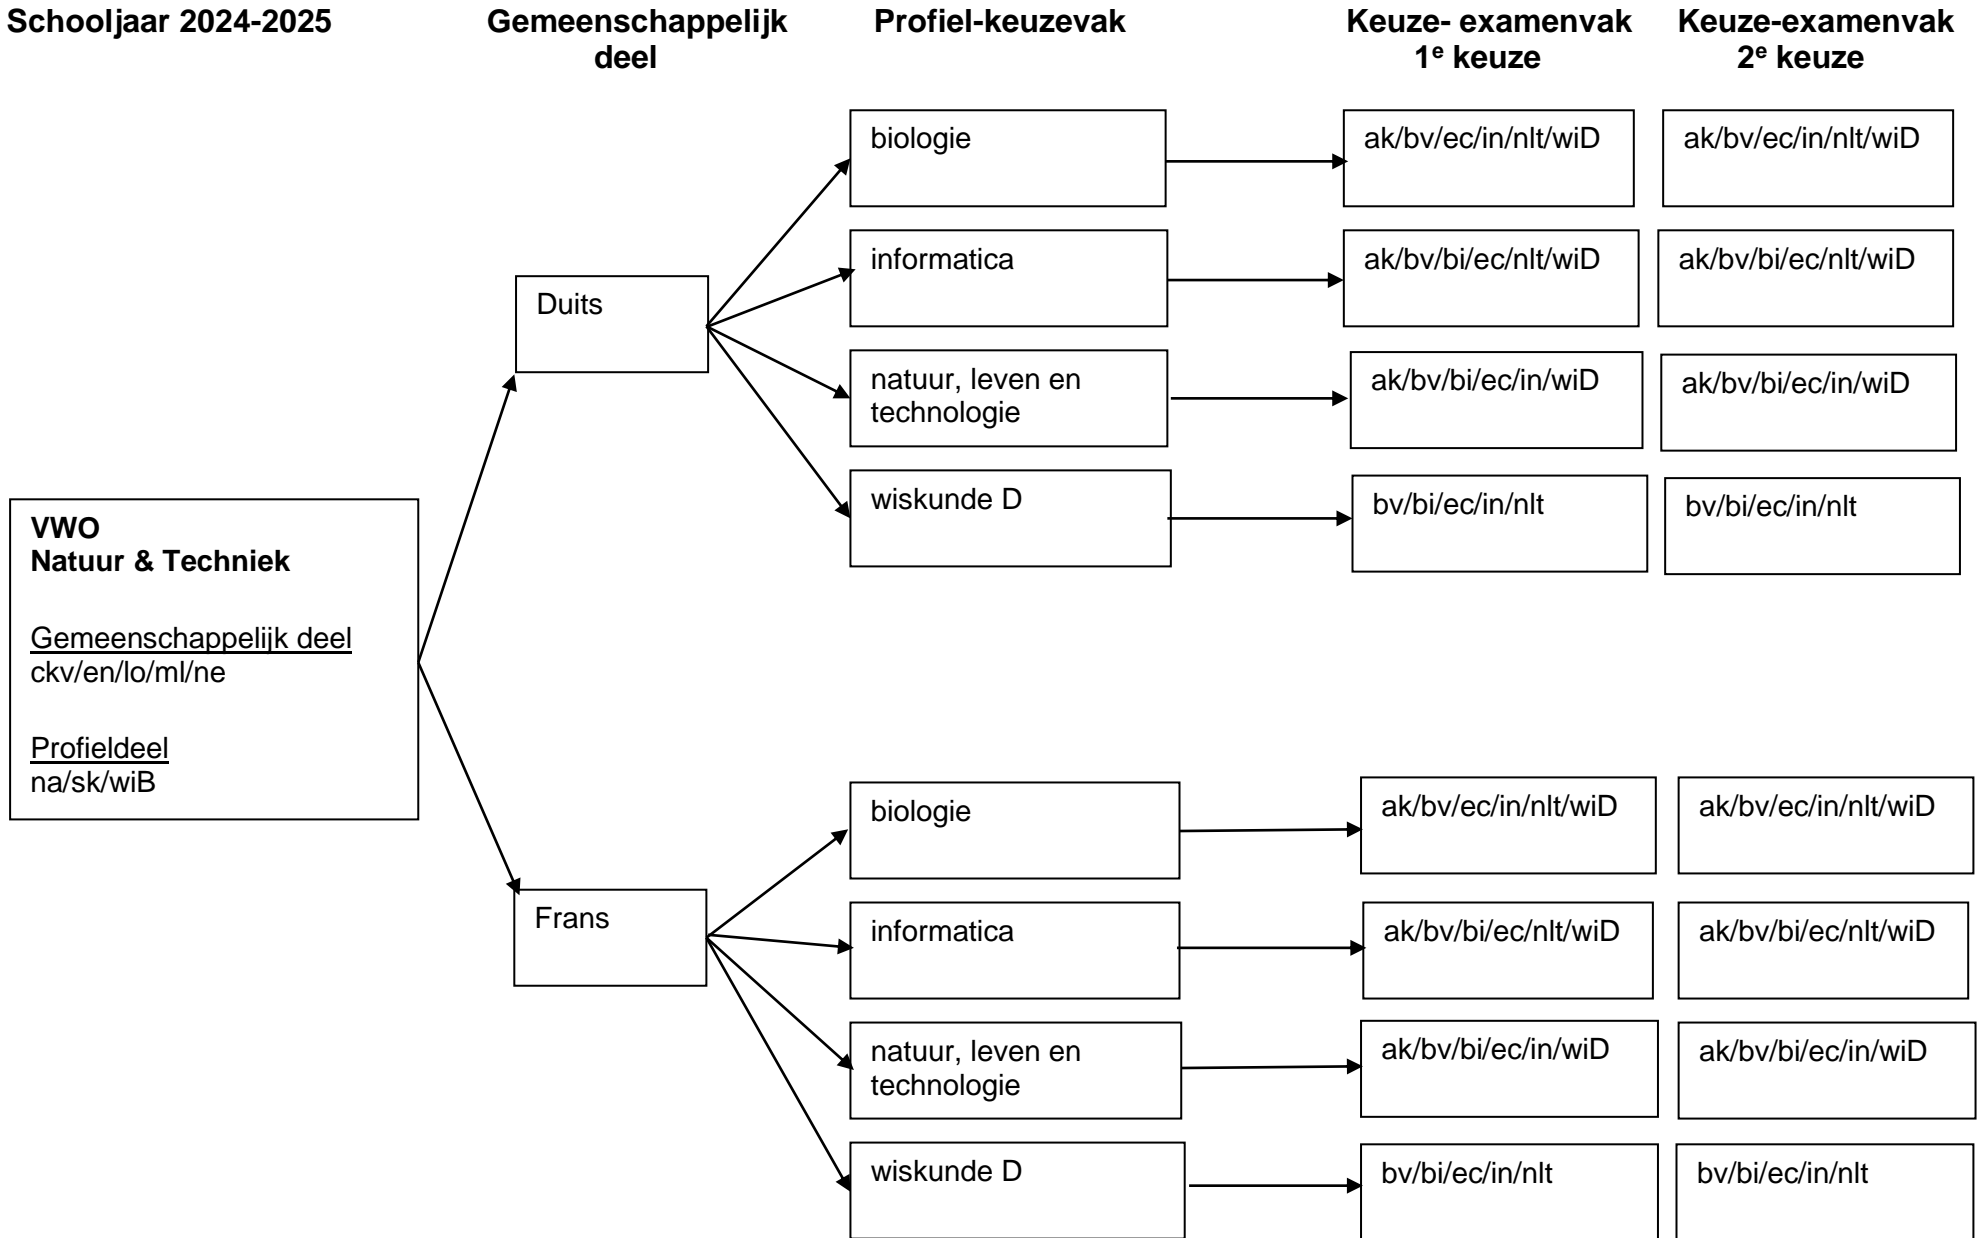 Schooljaar 2024-2025
Gemeenschappelijk
deel
Profiel-keuzevak
Keuze- examenvak
1e keuze
Keuze-examenvak
2e keuze
VWO
Natuur & Techniek
Gemeenschappelijk deel
ckv/en/lo/ml/ne
Profieldeel
na/sk/wiB
Duits
biologie
ak/bv/ec/in/nlt/wiD
ak/bv/ec/in/nlt/wiD
informatica
ak/bv/bi/ec/nlt/wiD
ak/bv/bi/ec/nlt/wiD
natuur, leven en
technologie
ak/bv/bi/ec/in/wiD
ak/bv/bi/ec/in/wiD
wiskunde D
bv/bi/ec/in/nlt
bv/bi/ec/in/nlt
Frans
biologie
ak/bv/ec/in/nlt/wiD
ak/bv/ec/in/nlt/wiD
informatica
ak/bv/bi/ec/nlt/wiD
ak/bv/bi/ec/nlt/wiD
natuur, leven en
technologie
ak/bv/bi/ec/in/wiD
ak/bv/bi/ec/in/wiD
wiskunde D
bv/bi/ec/in/nlt
bv/bi/ec/in/nlt